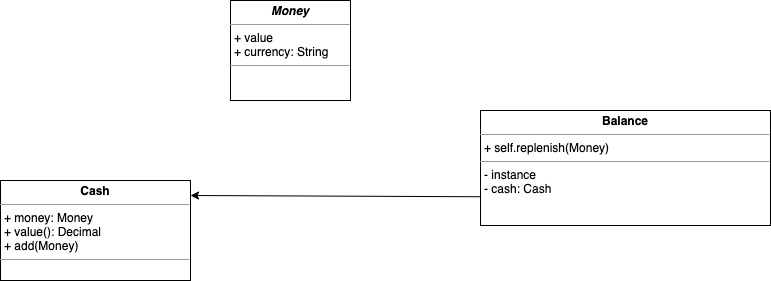 Money
+ value
+ currency: String
Balance
+ self.replenish(Money)
- instance
- cash: Cash
Cash
+ money: Money
+ value(): Decimal
+ add(Money)